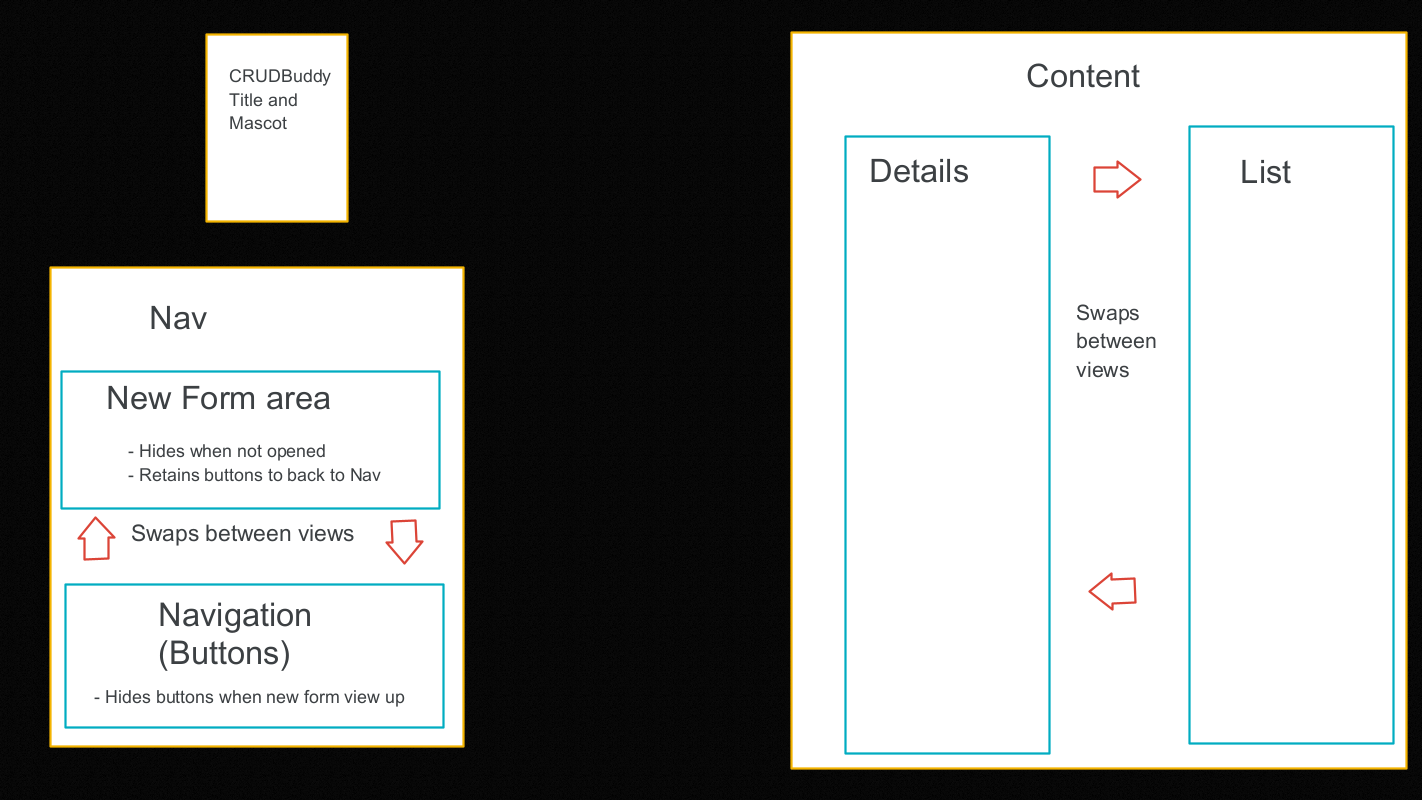 CRUDBuddy
Title and
Mascot
Nav
New Form area
- Hides when not opened
- Retains buttons to back to Nav
Swaps between views
Navigation
(Buttons)
- Hides buttons when new form view up
Content
Details
List
Swaps
between
views